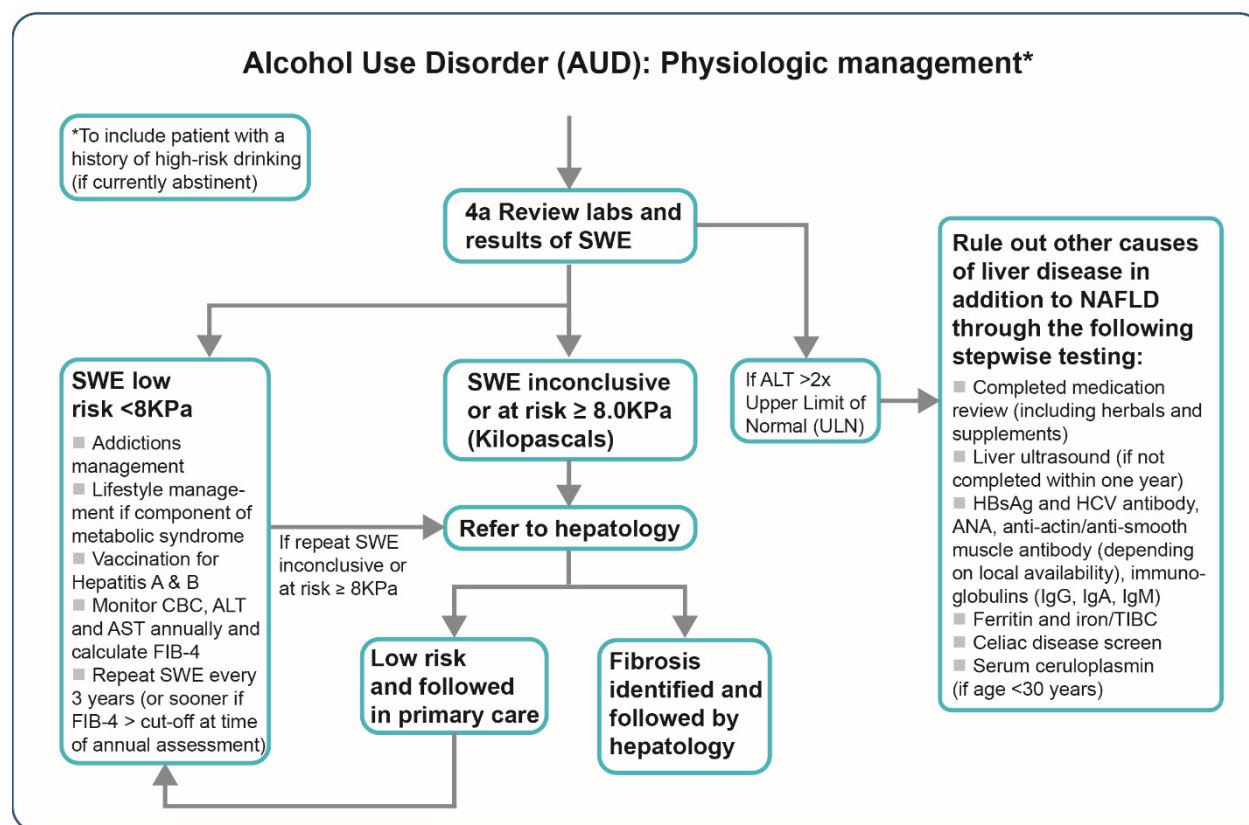 Alcohol Use Disorder (AUD): Physiologic management*
*To include patient with a
history of high-risk drinking
(if currently abstinent)
4a Review labs and
results of SWE
SWE low
risk <8KPa
■ Addictions
management
■ Lifestyle manage-
ment if component of
metabolic syndrome
■ Vaccination for
Hepatitis A & B
■ Monitor CBC, ALT
and AST annually and
calculate FIB-4
■ Repeat SWE every
3 years (or sooner if
FIB-4 > cut-off at time
of annual assessment)
If repeat SWE
inconclusive or
at risk ≥ 8KPa
SWE inconclusive
or at risk ≥ 8.0KPa
(Kilopascals)
Refer to hepatology
Low risk
and followed
in primary care
Fibrosis
identified and
followed by
hepatology
If ALT >2x
Upper Limit of
Normal (ULN)
Rule out other causes
of liver disease in
addition to NAFLD
through the following
stepwise testing:
■ Completed medication
review (including herbals and
supplements)
■ Liver ultrasound (if not
completed within one year)
■ HBsAg and HCV antibody,
ANA, anti-actin/anti-smooth
muscle antibody (depending
on local availability), immuno-
globulins (IgG, IgA, IgM)
■ Ferritin and iron/TIBC
■ Celiac disease screen
■ Serum ceruloplasmin
(if age <30 years)